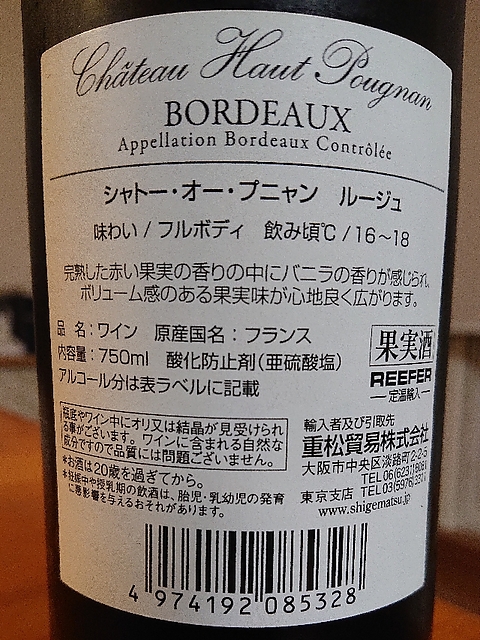 Château Haut Pougnan
BORDEAUX
Appellation Bordeaux Contrôlée
シャトー・オー・プニャン ルージュ
味わい / フルボディ 飲み頃℃ / 16～18
完熟した赤い果実の香りの中にバニラの香りが感じられ、
ボリューム感のある果実味が心地良く広がります。
品 名：ワイン 原産国名：フランス
内容量：750ml 酸化防止剤（亜硫酸塩）
アルコール分は表ラベルに記載
果実酒
REEFER
定温輸入
瓶底やワイン中にオリ又は結晶が見受けられ
る事がございます。ワインに含まれる自然な
成分ですので品質には問題ございません。
*お酒は20歳を過ぎてから。
*妊娠中や授乳期の飲酒は、胎児・乳幼児の発育
に悪影響を与えるおそれがあります。
輸入者及び引取先
重松貿易株式会社
大阪市中央区淡路町2-2-5
TEL 06(6231)
東京支店 TEL 03(5976)
www.shigematsu.jp
4 974192 085328